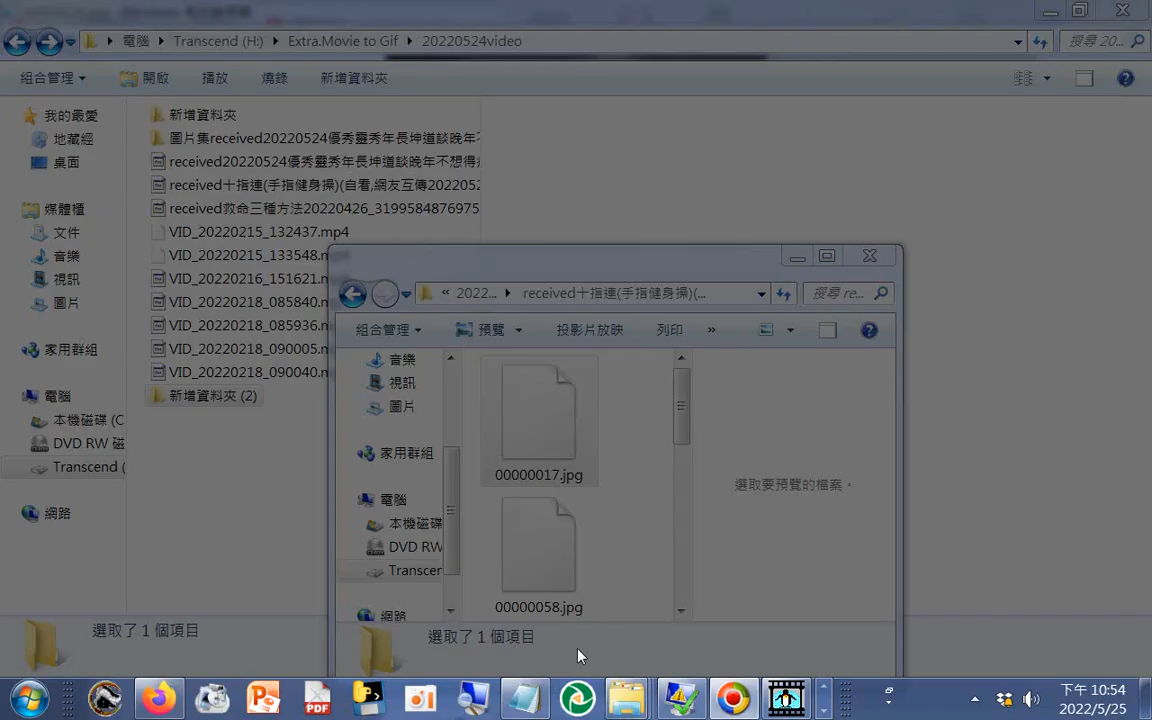 電腦 Transcend (H:) Extra.Movie to Gif 20220524video
搜尋 20...
組合管理 開啟 播放 燒錄 新增資料夾
我的最愛
地藏經
桌面
媒體櫃
文件
音樂
視訊
圖片
家用群組
電腦
本機磁碟 (C
DVD RW 磁
Transcend (
網路
新增資料夾
圖片集received20220524優秀靈秀年長坤道談晚年不
received20220524優秀靈秀年長坤道談晚年不想得
received十指連(手指健身操)(自看,網友互傳2022052
received救命三種方法20220426_3199584876975
VID_20220215_132437.mp4
VID_20220215_133548.mp4
VID_20220216_151621.m
VID_20220218_085840.m
VID_20220218_085936.m
VID_20220218_090005.m
VID_20220218_090040.m
新增資料夾 (2)
選取了 1 個項目
« 2022... received十指連(手指健身操)(...
搜尋 re...
組合管理 預覽 投影片放映 列印 »
音樂
視訊
圖片
家用群組
電腦
本機磁碟
DVD RW
Transcer
網路
00000017.jpg
00000058.jpg
選取要預覽的檔案。
選取了 1 個項目
PDF
下午 10:54
2022/5/25